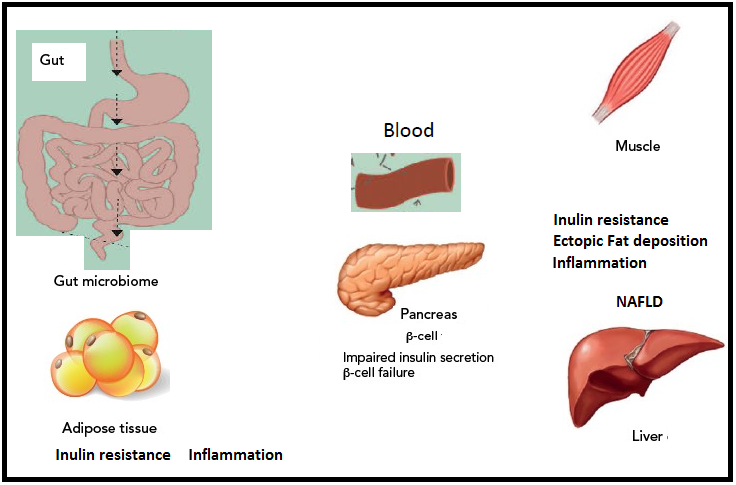 Gut
Gut microbiome
Adipose tissue
Inulin resistance Inflammation
Blood
Pancreas
β-cell
Impaired insulin secretion
β-cell failure
Muscle
Inulin resistance
Ectopic Fat deposition
Inflammation
NAFLD
Liver